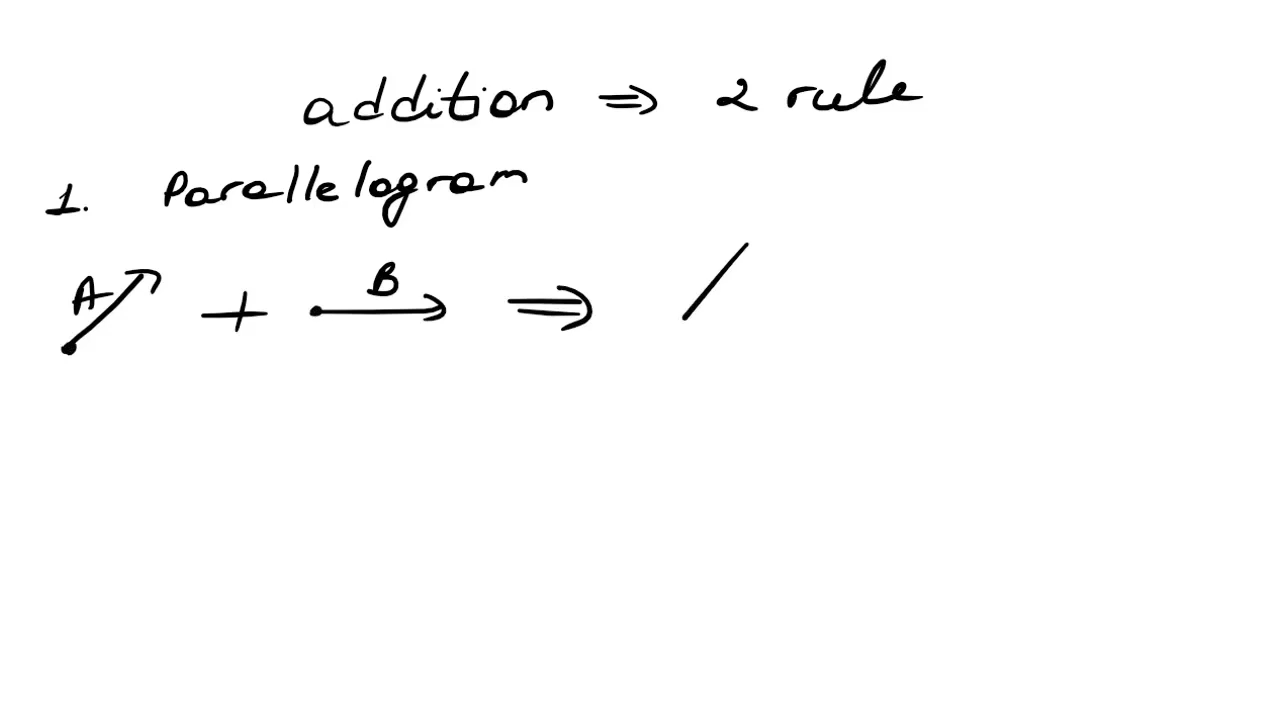 addition ⇒ 2 rule
1. Parallelogram
A + B ⇒